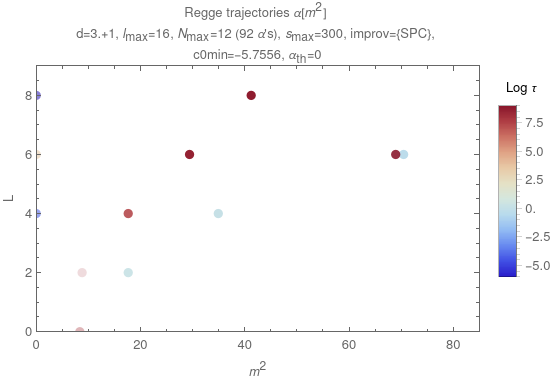 Regge trajectories α[m²]
d=3.+1, lmax=16, Nmax=12 (92 α's), smax=300, improv={SPC},
c0min=−5.7556, αth=0
Log τ
7.5
5.0
2.5
0.
−2.5
−5.0
8
6
4
2
0
L
0 20 40 60 80
m²